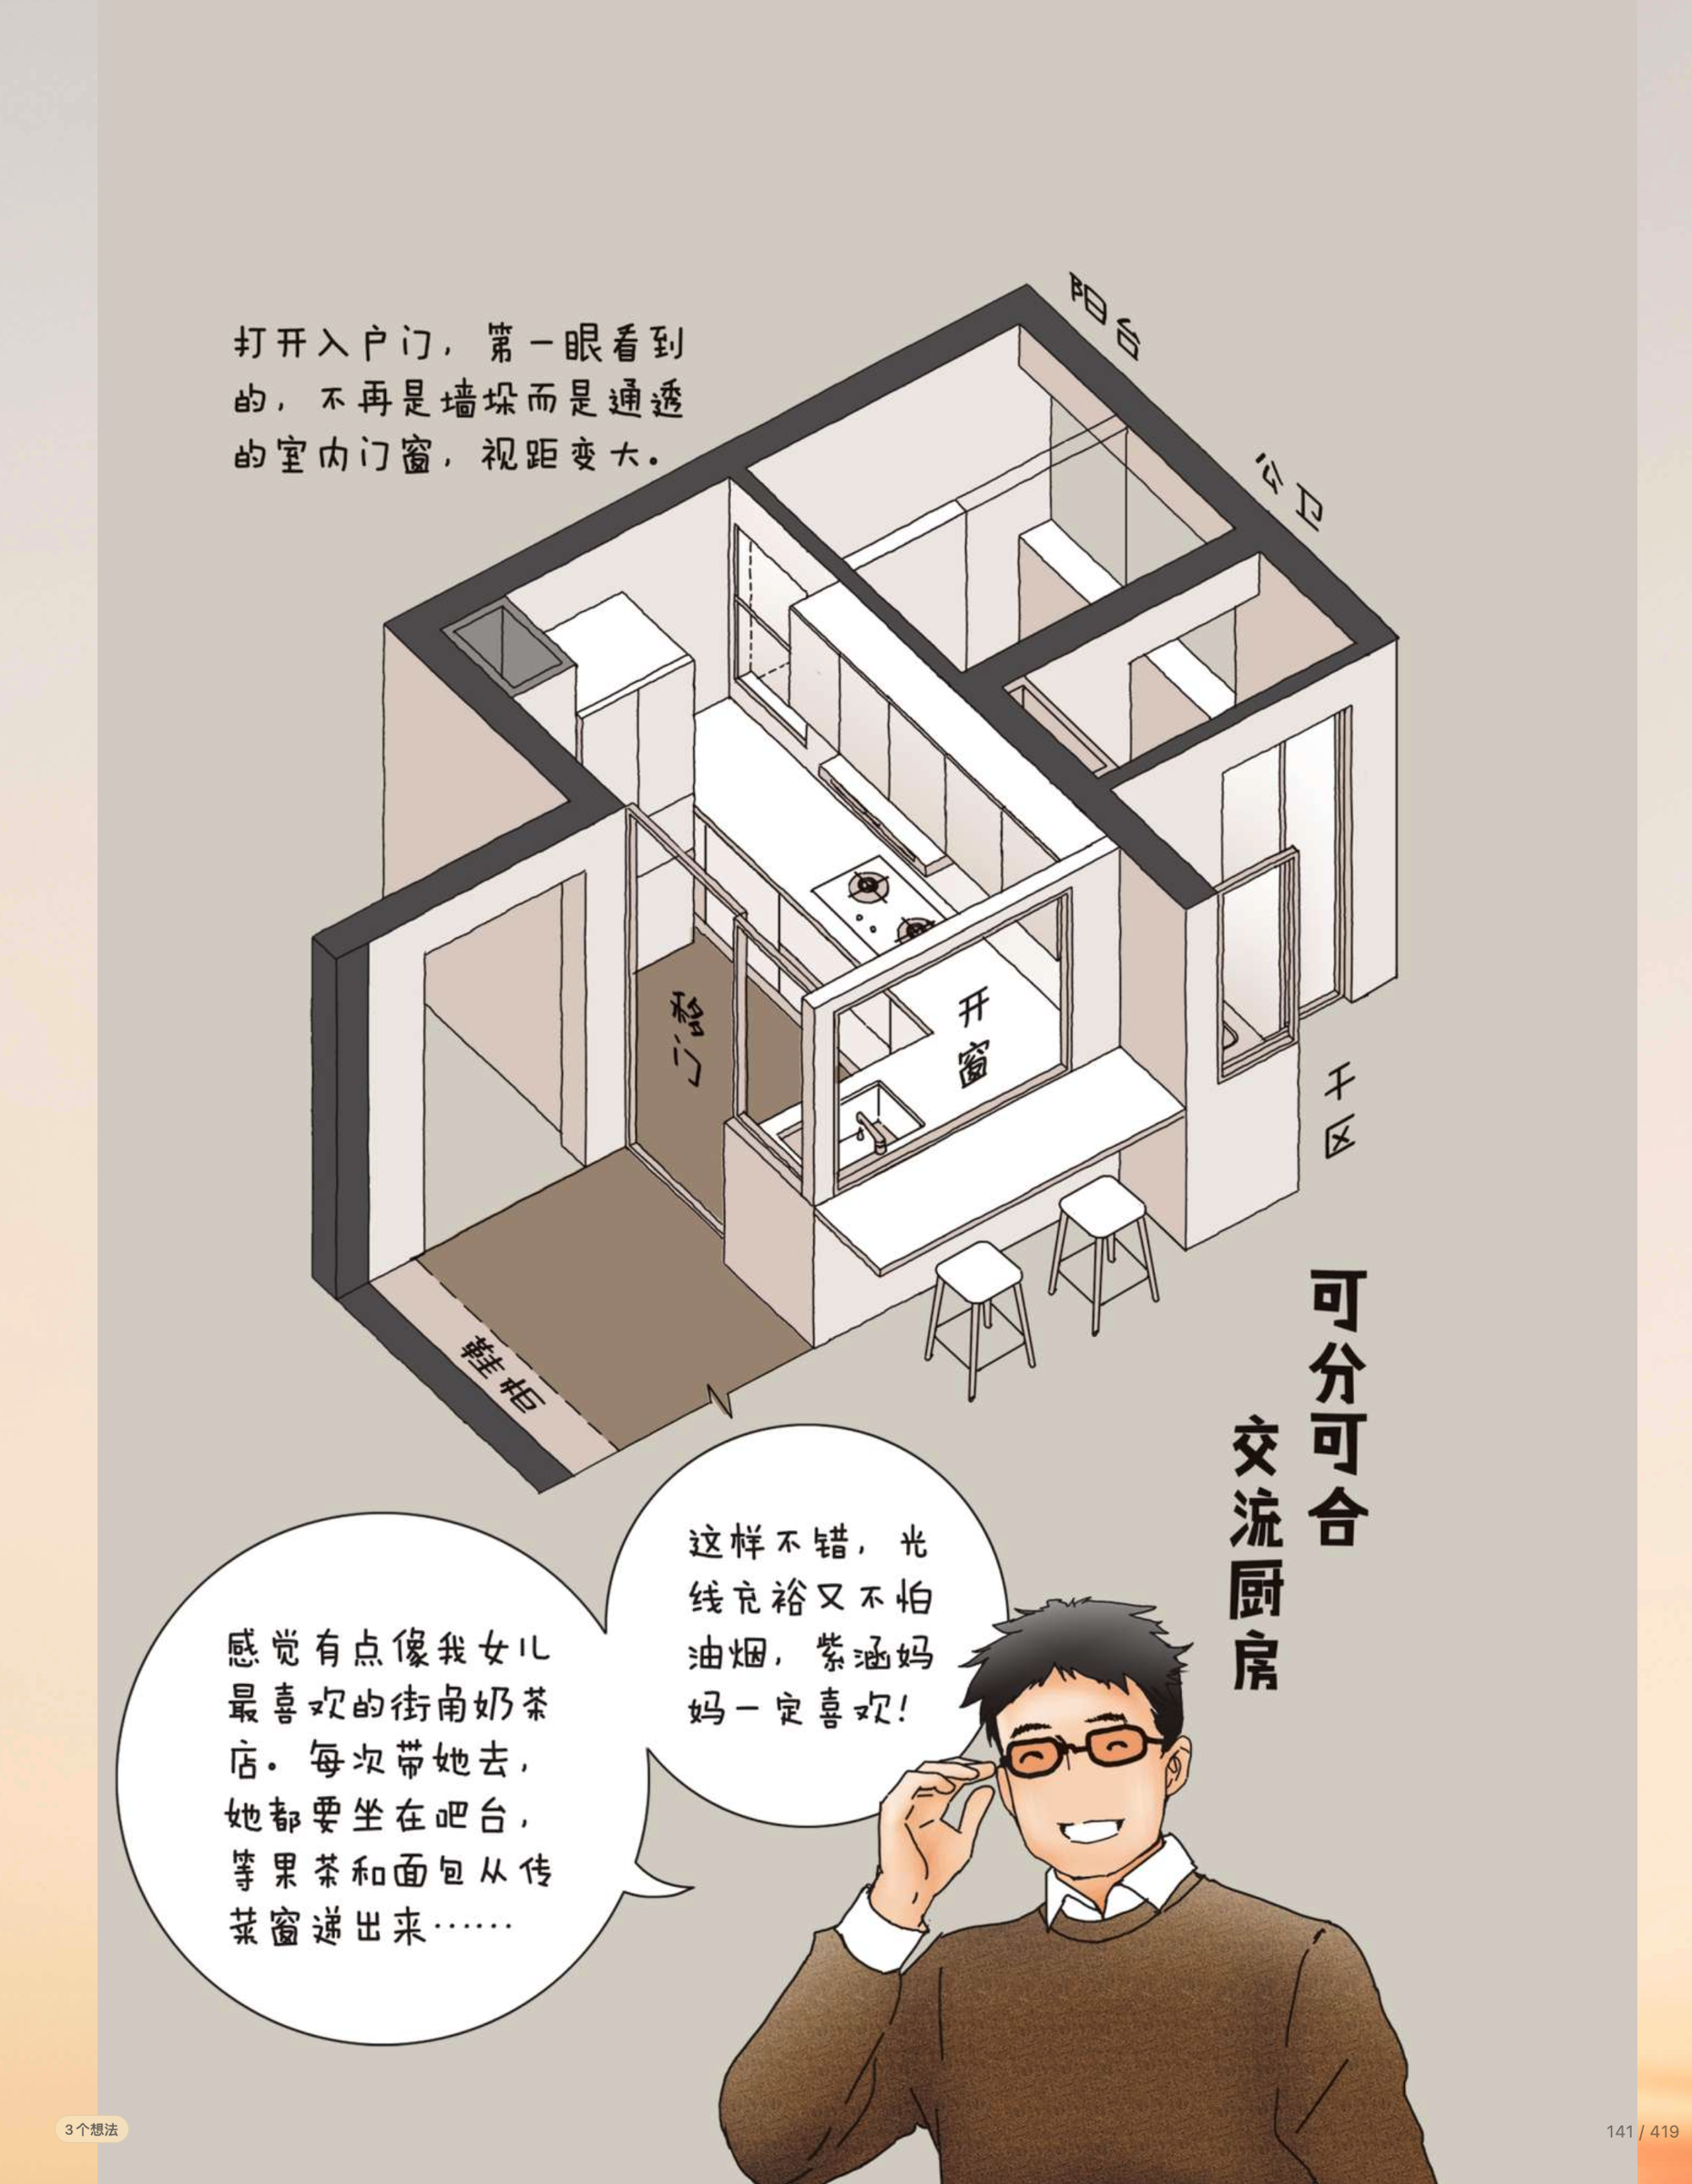 打开入户门，第一眼看到
的，不再是墙垛而是通透
的室内门窗，视距变大。
阳台
公卫
移门
开窗
干区
鞋柜
可分可合
交流厨房
这样不错，光
线充裕又不怕
油烟，紫涵妈
妈一定喜欢！
感觉有点像我女儿
最喜欢的街角奶茶
店。每次带她去，
她都要坐在吧台，
等果茶和面包从传
菜窗递出来……
3个想法
141 / 419